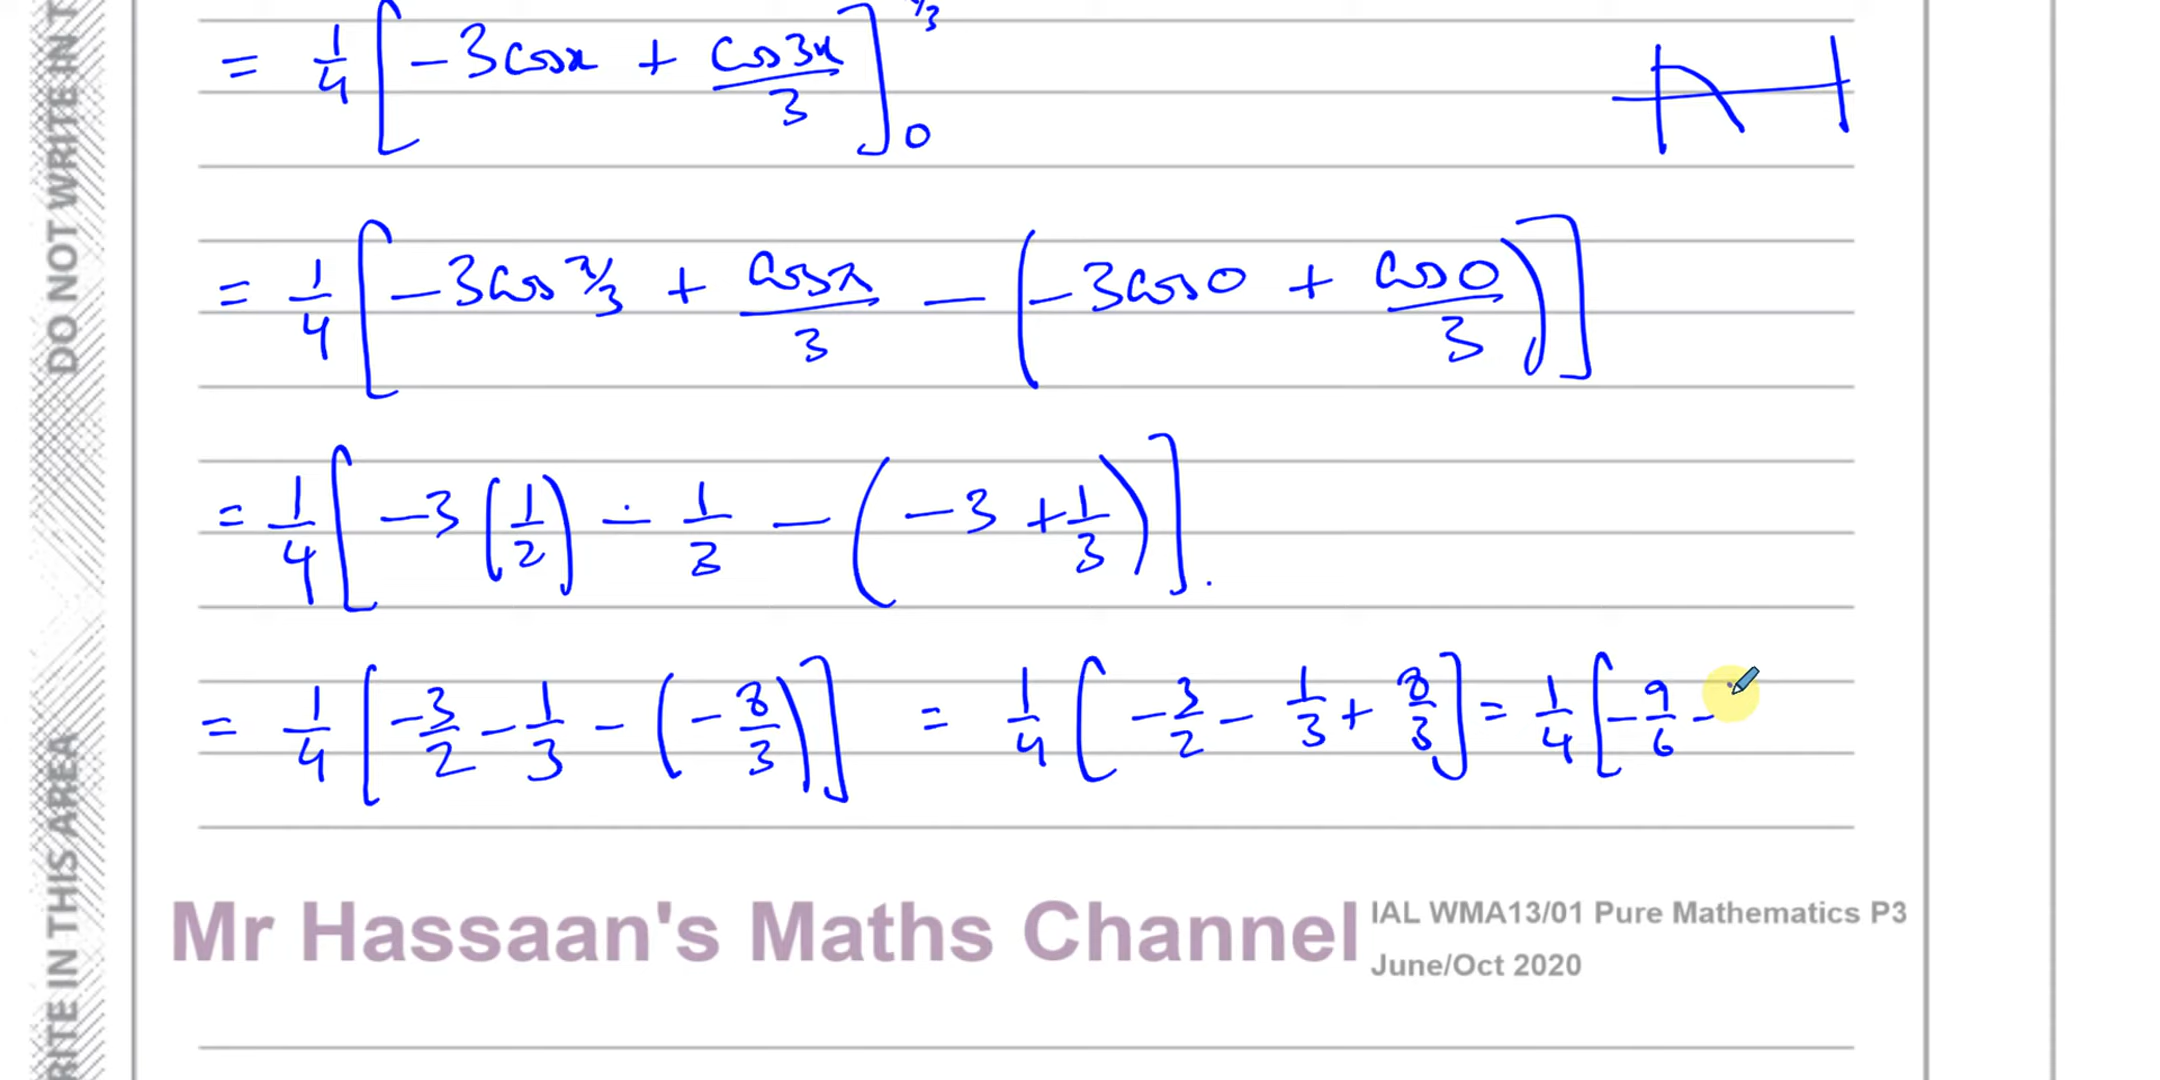 = 1/4 [ -3cosx + cos3x/3 ]₀^π/3
= 1/4 [ -3cos π/3 + cosπ/3 - ( -3cos0 + cos0/3 ) ]
= 1/4 [ -3(1/2) - 1/3 - ( -3 + 1/3 ) ].
= 1/4 [ -3/2 - 1/3 - ( -8/3 ) ] = 1/4 [ -3/2 - 1/3 + 8/3 ] = 1/4 [ -9/6 -
Mr Hassaan's Maths Channel
IAL WMA13/01 Pure Mathematics P3
June/Oct 2020
DO NOT WRITE IN T
RITE IN THIS AREA